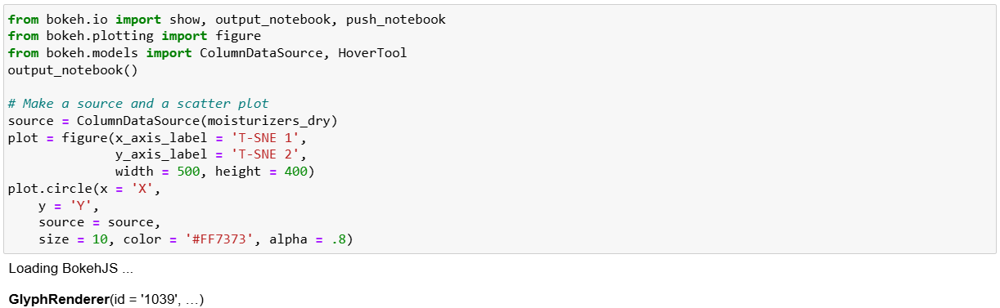 from bokeh.io import show, output_notebook, push_notebook
from bokeh.plotting import figure
from bokeh.models import ColumnDataSource, HoverTool
output_notebook()

# Make a source and a scatter plot
source = ColumnDataSource(moisturizers_dry)
plot = figure(x_axis_label = 'T-SNE 1',
              y_axis_label = 'T-SNE 2',
              width = 500, height = 400)
plot.circle(x = 'X',
    y = 'Y',
    source = source,
    size = 10, color = '#FF7373', alpha = .8)
Loading BokehJS ...
GlyphRenderer(id = '1039', …)